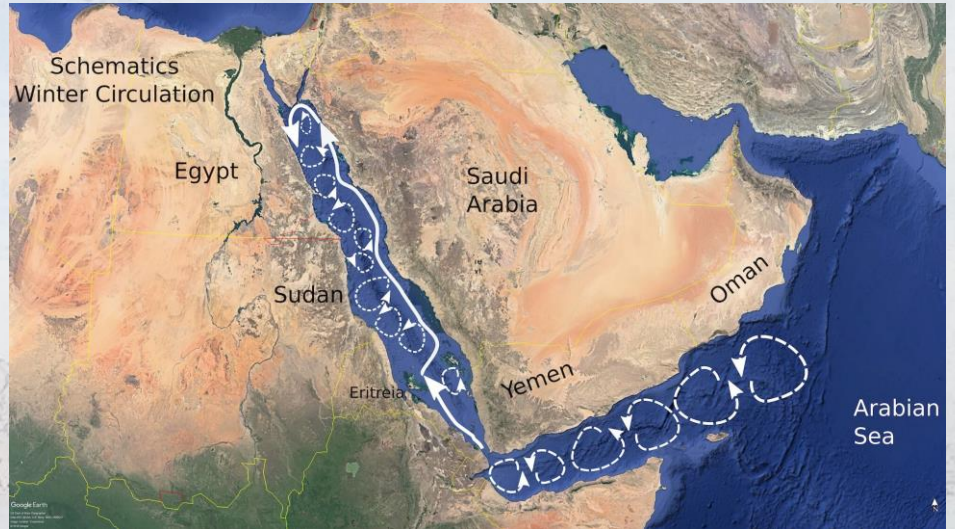 Schematics
Winter Circulation
Egypt
Saudi
Arabia
Sudan
Oman
Yemen
Eritreia
Arabian
Sea
Google Earth